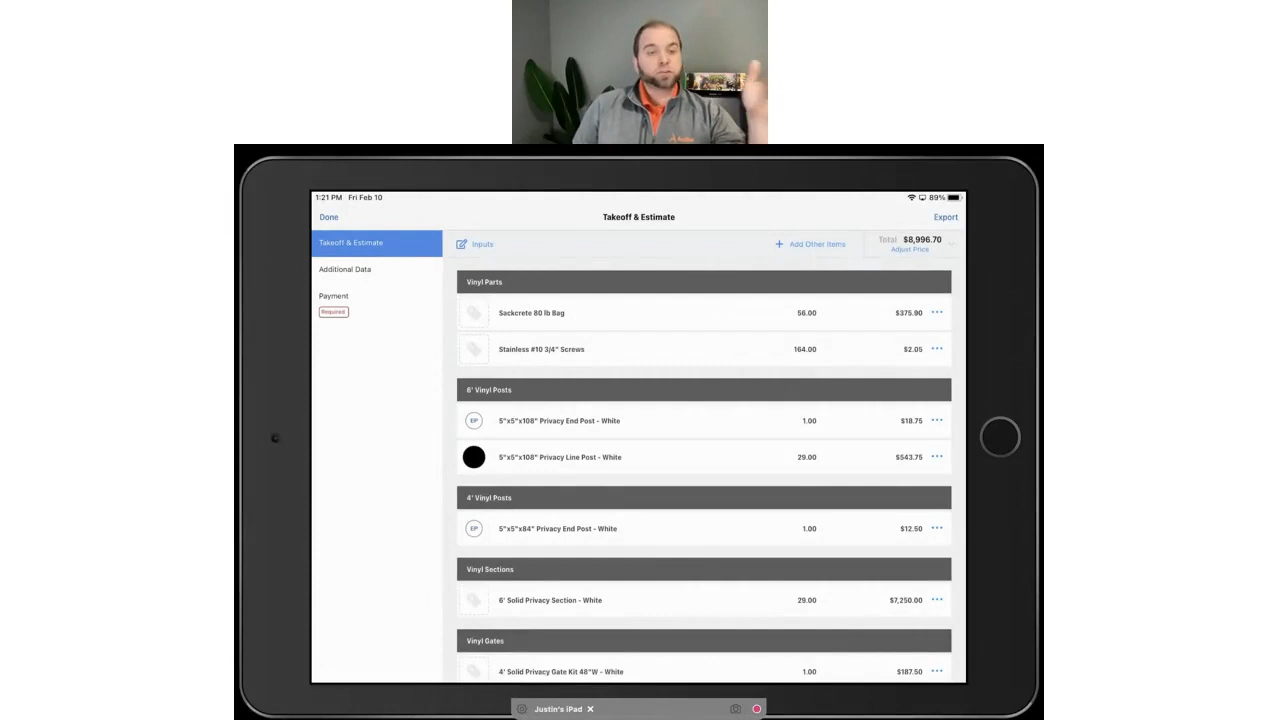 1:21 PM Fri Feb 10
89%
Done
Takeoff & Estimate
Export
Takeoff & Estimate
Inputs
+ Add Other Items
Total $8,996.70
Adjust Price
Additional Data
Payment
Required
Vinyl Parts
Sackcrete 80 lb Bag 56.00 $375.90
Stainless #10 3/4" Screws 164.00 $2.05
6' Vinyl Posts
EP 5"x5"x108" Privacy End Post - White 1.00 $18.75
5"x5"x108" Privacy Line Post - White 29.00 $543.75
4' Vinyl Posts
EP 5"x5"x84" Privacy End Post - White 1.00 $12.50
Vinyl Sections
6' Solid Privacy Section - White 29.00 $7,250.00
Vinyl Gates
4' Solid Privacy Gate Kit 48"W - White 1.00 $187.50
Justin's iPad